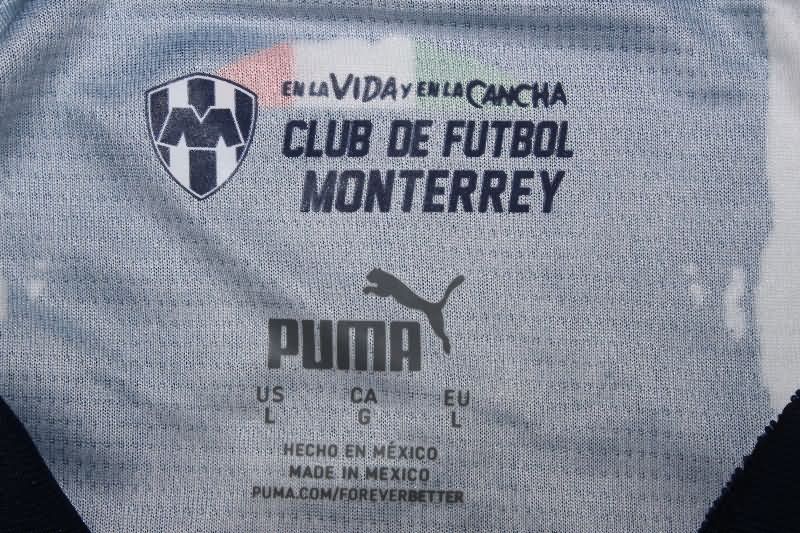 M
EN LA VIDA Y EN LA CANCHA
CLUB DE FUTBOL
MONTERREY
PUMA
US CA EU
L G L
HECHO EN MÉXICO
MADE IN MEXICO
PUMA.COM/FOREVERBETTER